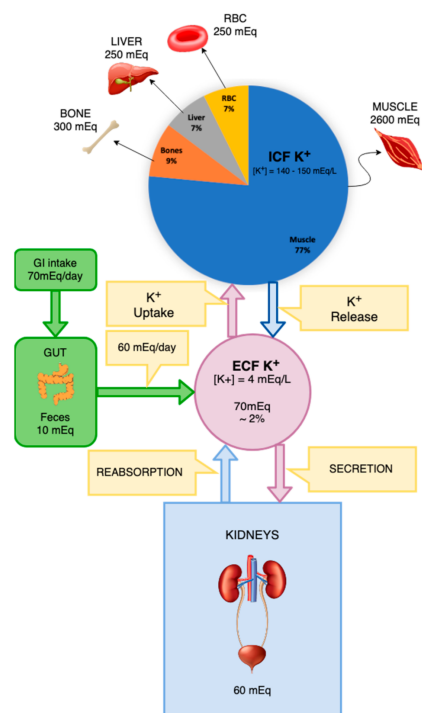 RBC
250 mEq
LIVER
250 mEq
BONE
300 mEq
MUSCLE
2600 mEq
RBC
7%
Liver
7%
Bones
9%
ICF K⁺
[K⁺] = 140 - 150 mEq/L
Muscle
77%
GI intake
70mEq/day
K⁺
Uptake
K⁺
Release
GUT
Feces
10 mEq
60 mEq/day
ECF K⁺
[K+] = 4 mEq/L
70mEq
~ 2%
REABSORPTION
SECRETION
KIDNEYS
60 mEq